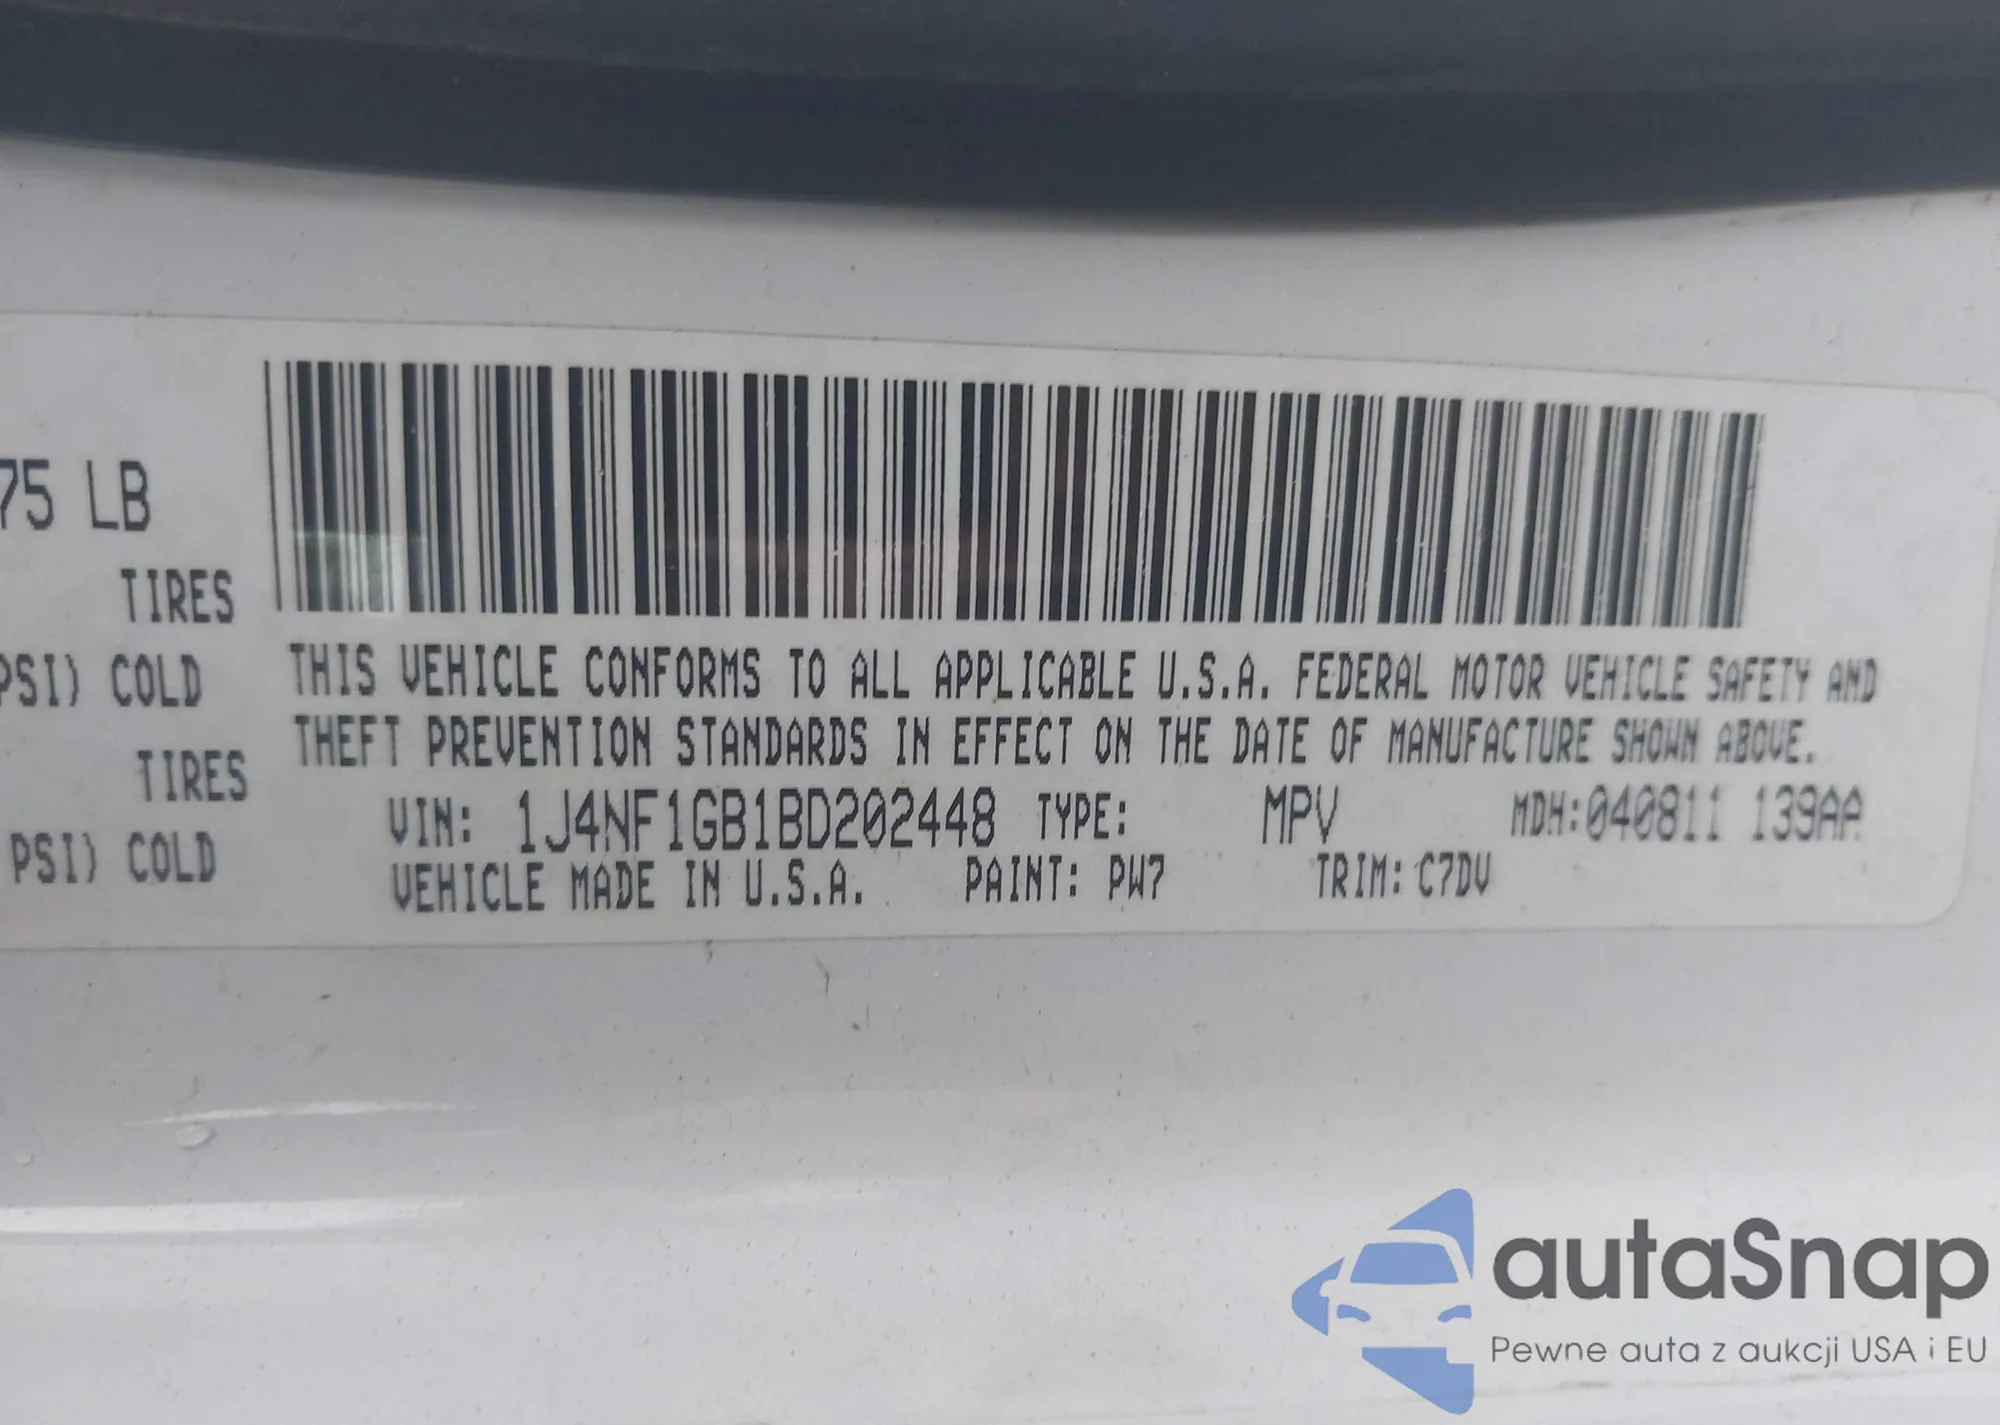 75 LB
TIRES
PSI) COLD
TIRES
PSI) COLD
THIS VEHICLE CONFORMS TO ALL APPLICABLE U.S.A. FEDERAL MOTOR VEHICLE SAFETY AND
THEFT PREVENTION STANDARDS IN EFFECT ON THE DATE OF MANUFACTURE SHOWN ABOVE.
VIN: 1J4NF1GB1BD202448 TYPE: MPV MDH:040811 139AA
VEHICLE MADE IN U.S.A. PAINT: PW7 TRIM: C7DV
autaSnap
Pewne auta z aukcji USA i EU